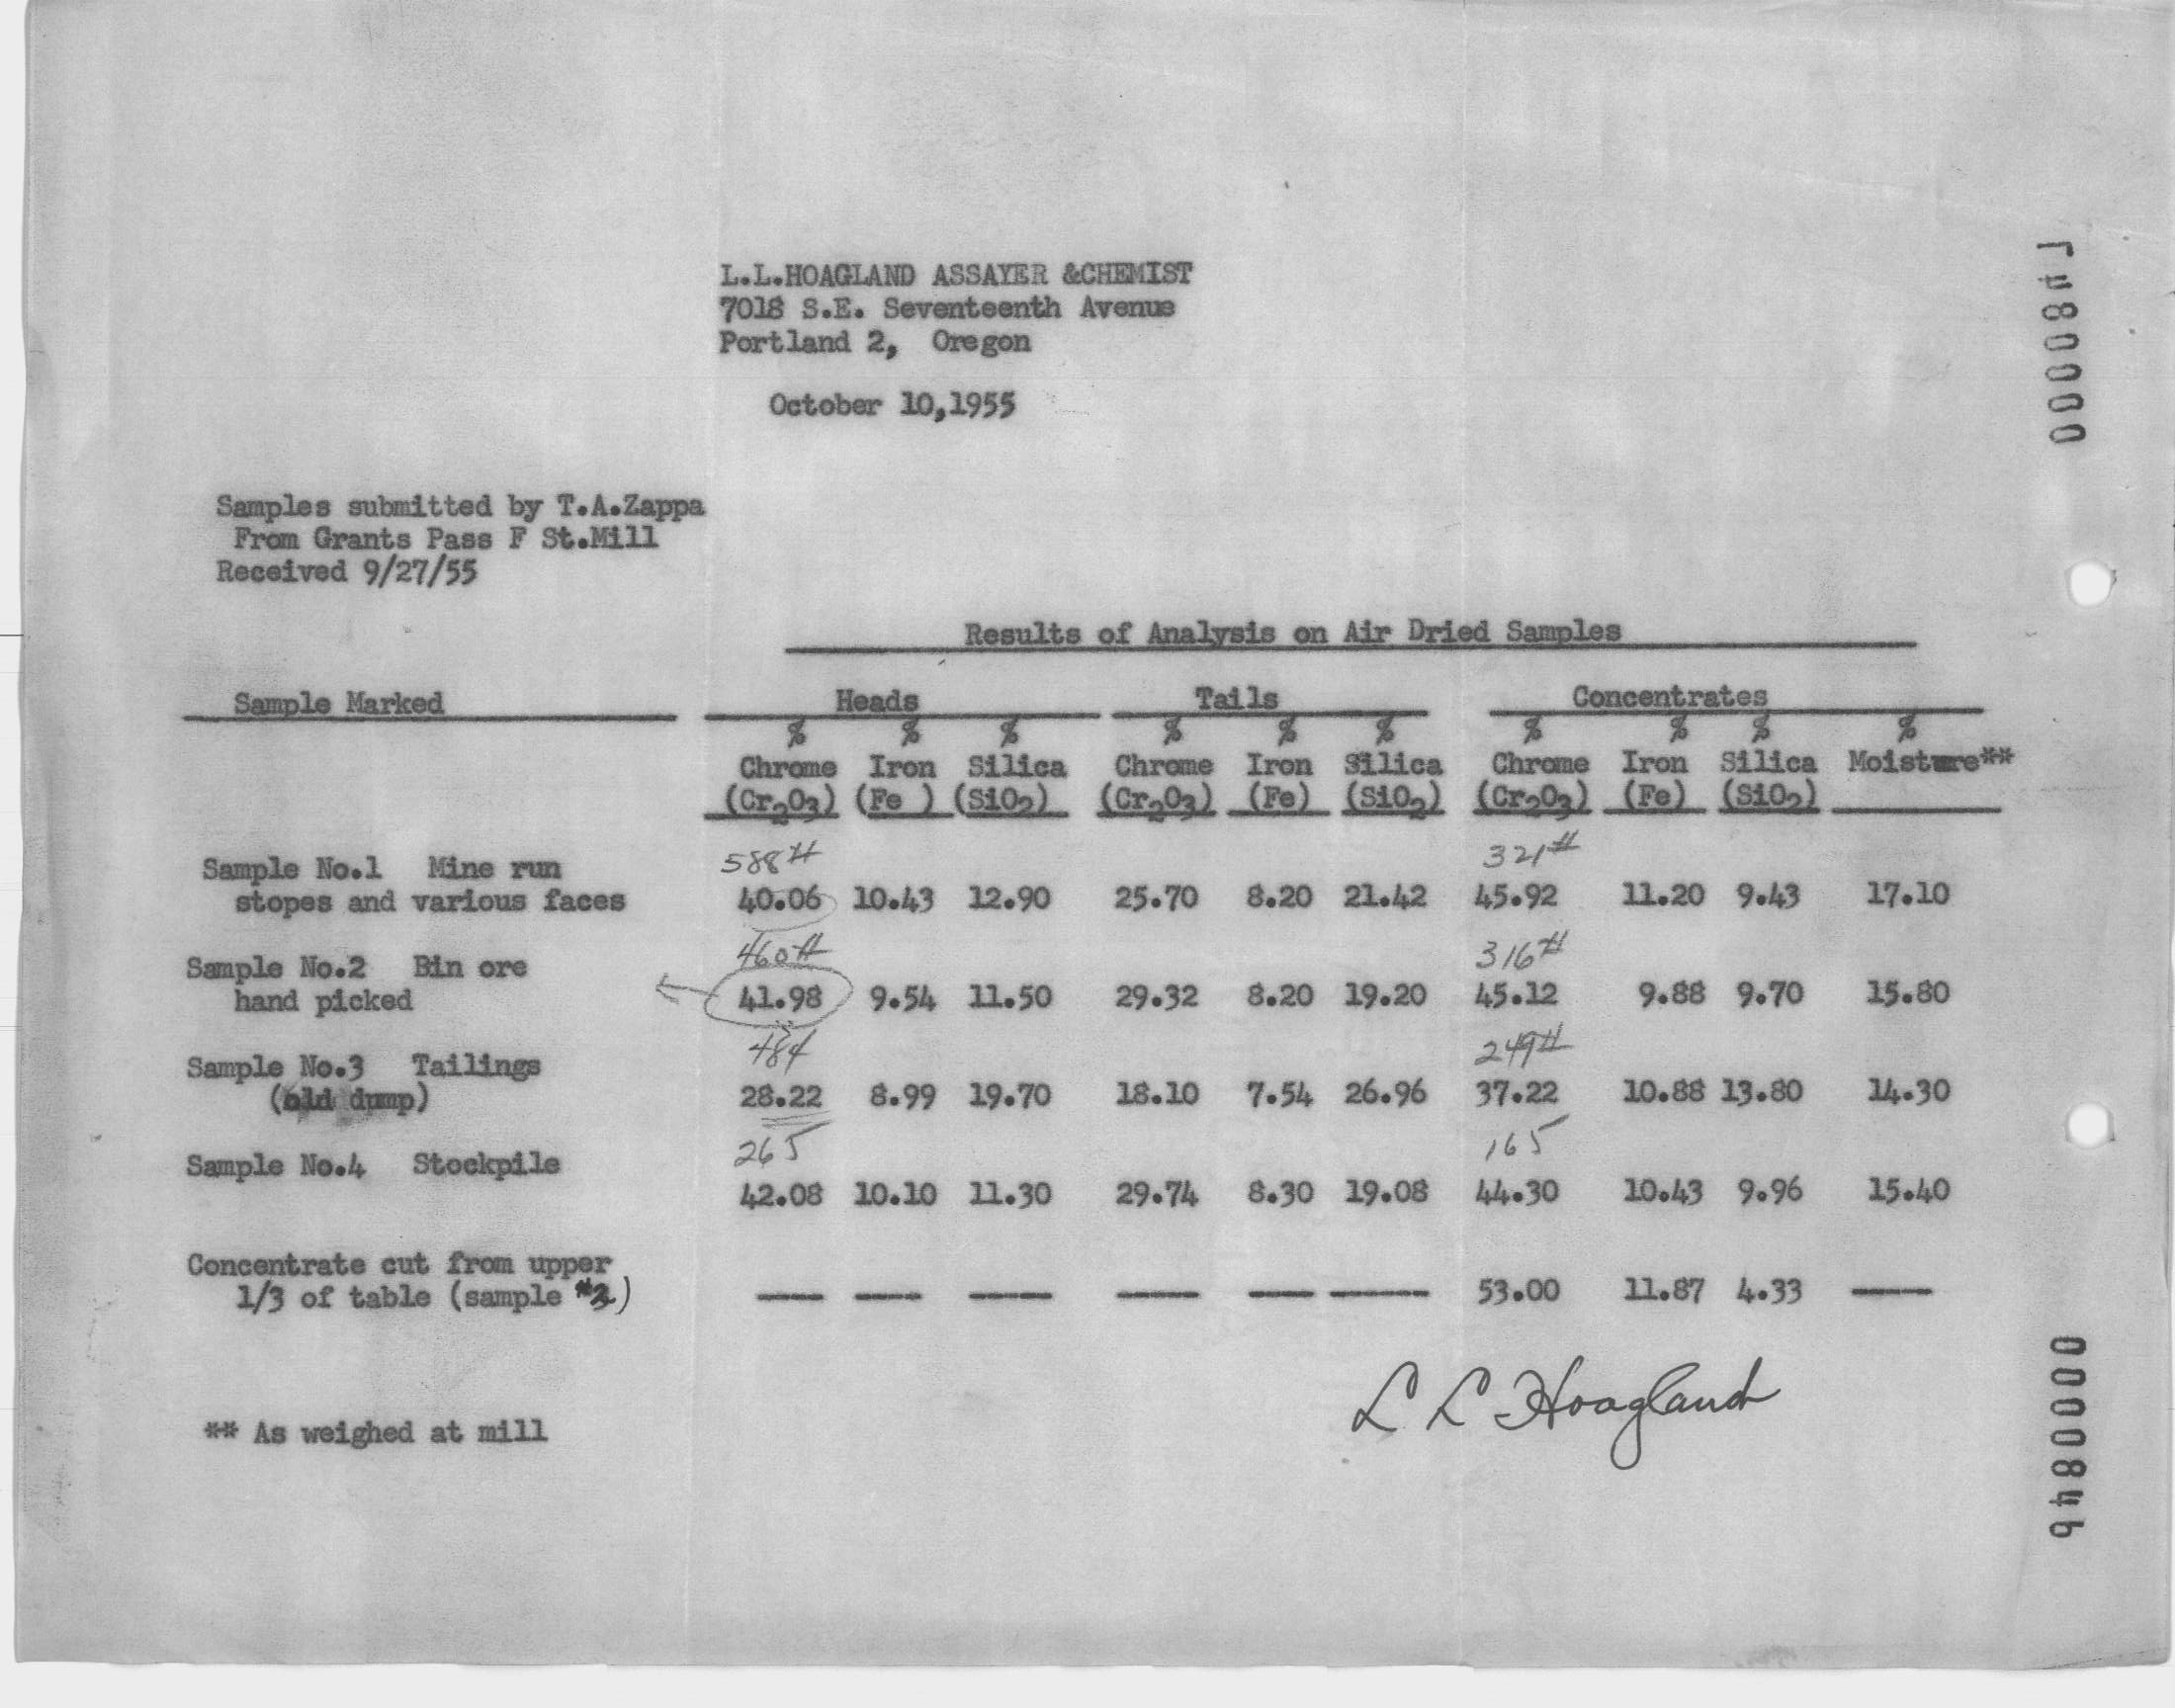 L.L.HOAGLAND ASSAYER &CHEMIST
7018 S.E. Seventeenth Avenue
Portland 2, Oregon
October 10,1955
Samples submitted by T.A.Zappa
From Grants Pass F St.Mill
Received 9/27/55
Results of Analysis on Air Dried Samples
Sample Marked Heads Tails Concentrates
% % % % % % % % % %
Chrome Iron Silica Chrome Iron Silica Chrome Iron Silica Moisture**
(Cr2O3) (Fe ) (SiO2) (Cr2O3) (Fe) (SiO2) (Cr2O3) (Fe) (SiO2)
588# 321#
Sample No.1 Mine run
stopes and various faces 40.06 10.43 12.90 25.70 8.20 21.42 45.92 11.20 9.43 17.10
460# 316#
Sample No.2 Bin ore
hand picked 41.98 9.54 11.50 29.32 8.20 19.20 45.12 9.88 9.70 15.80
484 249#
Sample No.3 Tailings
(old dump) 28.22 8.99 19.70 18.10 7.54 26.96 37.22 10.88 13.80 14.30
265 165
Sample No.4 Stockpile
42.08 10.10 11.30 29.74 8.30 19.08 44.30 10.43 9.96 15.40
Concentrate cut from upper
1/3 of table (sample #2) — — — — — — 53.00 11.87 4.33 —
L L Hoagland
** As weighed at mill
0000846